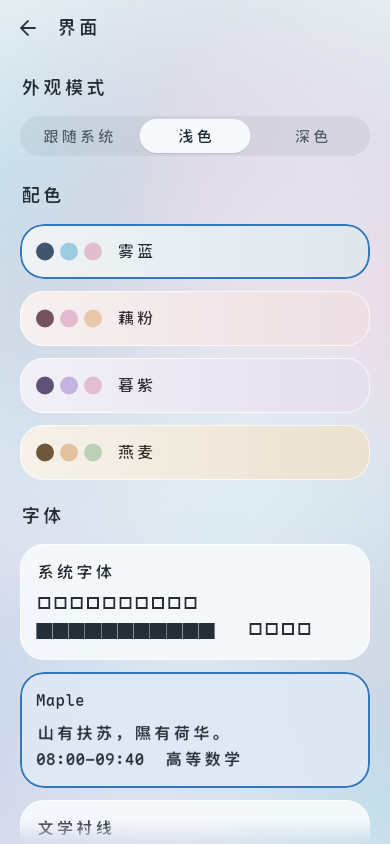 界面
外观模式
跟随系统 浅色 深色
配色
雾蓝
藕粉
暮紫
燕麦
字体
系统字体
Maple
山有扶苏，隰有荷华。
08:00–09:40 高等数学
文学衬线